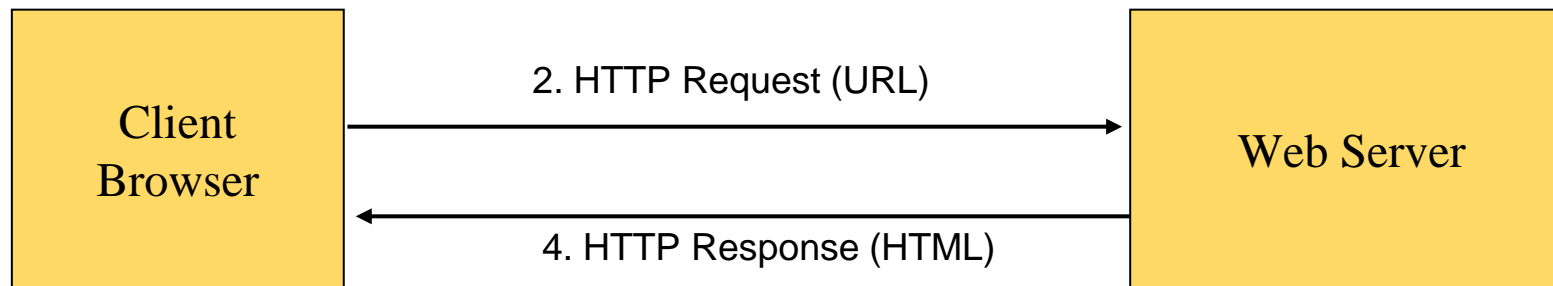 2. HTTP Request (URL)
Client
Browser
Web Server
4. HTTP Response (HTML)